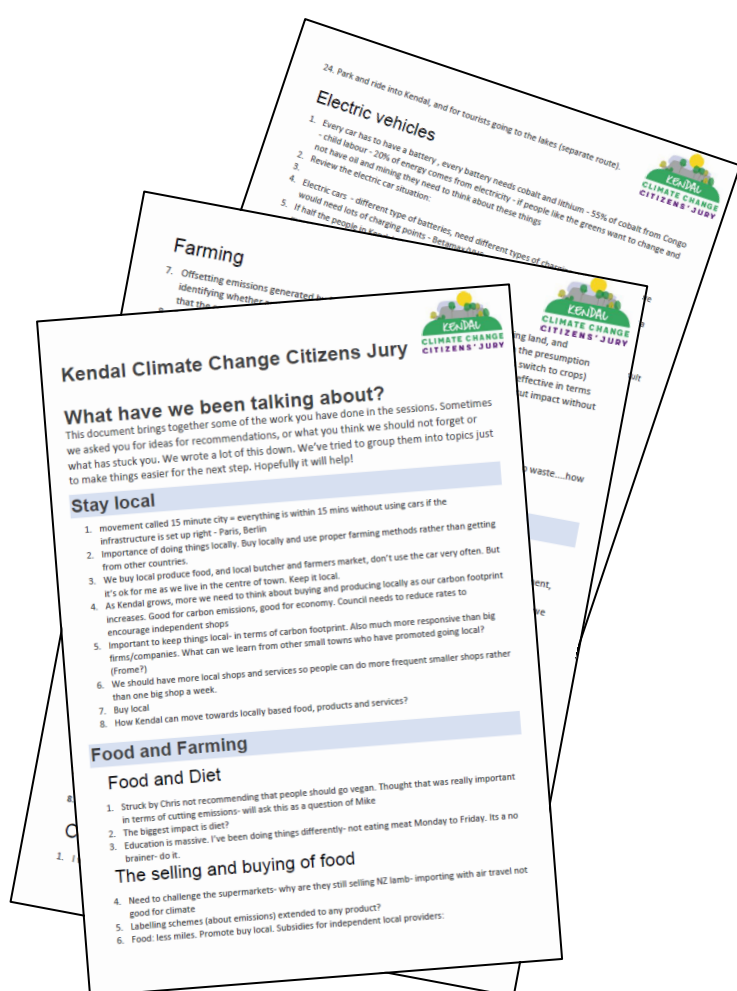 24. Park and ride into Kendal, and for tourists going to the lakes (separate route).
Electric vehicles
1. Every car has to have a battery , every battery needs cobalt and lithium - 55% of cobalt from Congo
- child labour - 20% of energy comes from electricity - if people like the greens want to change and
not have oil and mining they need to think about these things
2. Review the electric car situation:
3.
4. Electric cars - different type of batteries, need different types of
would need lots of charging points - Betamax
5. If half the people in
KENDAL
CLIMATE CHANGE
CITIZENS' JURY
Farming
7. Offsetting emissions generated
identifying whether
that the
KENDAL
CLIMATE CHANGE
CITIZENS' JURY
ing land, and
the presumption
switch to crops)
effective in terms
ut impact without
waste....how
ent,
we
8.
1. I
KENDAL
CLIMATE CHANGE
CITIZENS' JURY
Kendal Climate Change Citizens Jury
What have we been talking about?
This document brings together some of the work you have done in the sessions. Sometimes
we asked you for ideas for recommendations, or what you think we should not forget or
what has stuck you. We wrote a lot of this down. We've tried to group them into topics just
to make things easier for the next step. Hopefully it will help!
Stay local
1. movement called 15 minute city = everything is within 15 mins without using cars if the
infrastructure is set up right - Paris, Berlin
2. Importance of doing things locally. Buy locally and use proper farming methods rather than getting
from other countries.
3. We buy local produce food, and local butcher and farmers market, don't use the car very often. But
it's ok for me as we live in the centre of town. Keep it local.
4. As Kendal grows, more we need to think about buying and producing locally as our carbon footprint
increases. Good for carbon emissions, good for economy. Council needs to reduce rates to
encourage independent shops
5. Important to keep things local- in terms of carbon footprint. Also much more responsive than big
firms/companies. What can we learn from other small towns who have promoted going local?
(Frome?)
6. We should have more local shops and services so people can do more frequent smaller shops rather
than one big shop a week.
7. Buy local
8. How Kendal can move towards locally based food, products and services?
Food and Farming
Food and Diet
1. Struck by Chris not recommending that people should go vegan. Thought that was really important
in terms of cutting emissions- will ask this as a question of Mike
2. The biggest impact is diet?
3. Education is massive. I've been doing things differently- not eating meat Monday to Friday. Its a no
brainer- do it.
The selling and buying of food
4. Need to challenge the supermarkets- why are they still selling NZ lamb- importing with air travel not
good for climate
5. Labelling schemes (about emissions) extended to any product?
6. Food: less miles. Promote buy local. Subsidies for independent local providers: